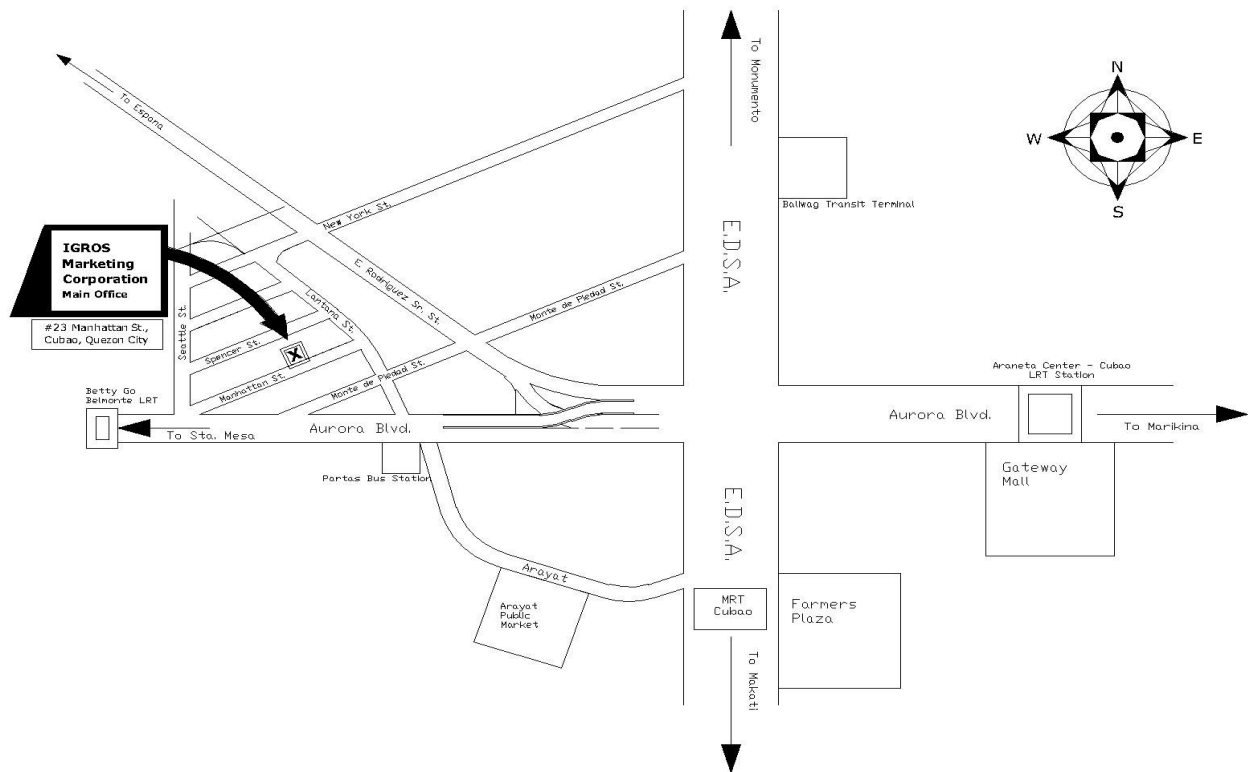 To Espana
To Monumento
N
W
E
S
Baliwag Transit Terminal
New York St.
E.D.S.A.
IGROS
Marketing
Corporation
Main Office
#23 Manhattan St.,
Cubao, Quezon City
Seattle St.
Lantana St.
E. Rodriguez Sr. St.
Monte de Piedad St.
Spencer St.
X
Manhattan St.
Monte de Piedad St.
Betty Go
Belmonte LRT
To Sta. Mesa
Aurora Blvd.
Araneta Center - Cubao
LRT Station
Aurora Blvd.
To Marikina
Partas Bus Station
Gateway
Mall
E.D.S.A.
Arayat
Arayat
Public
Market
MRT
Cubao
Farmers
Plaza
To Makati